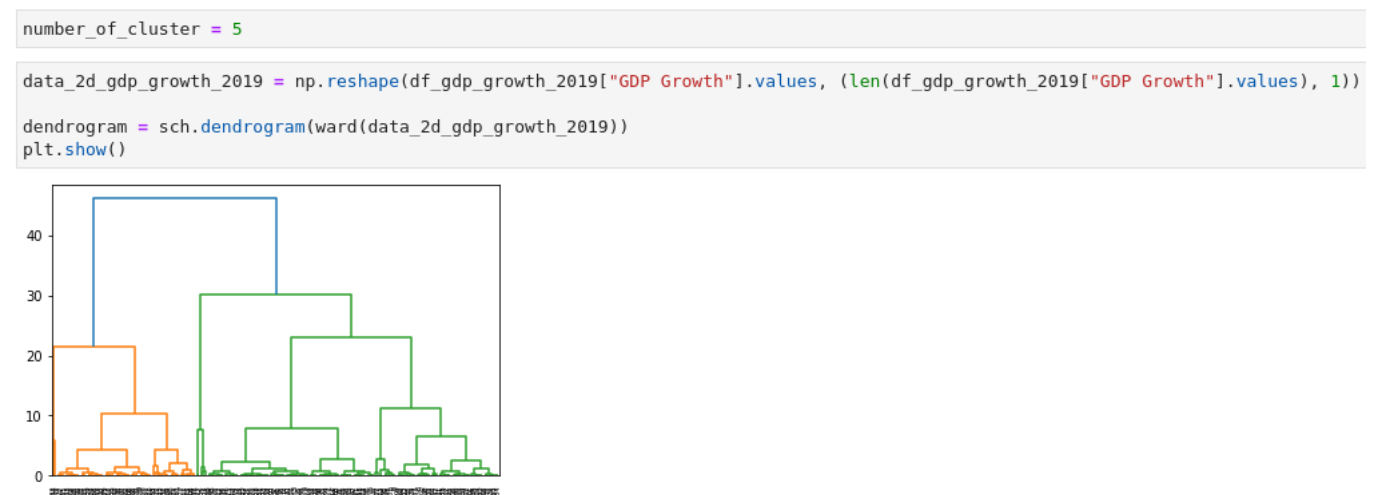 number_of_cluster = 5
data_2d_gdp_growth_2019 = np.reshape(df_gdp_growth_2019["GDP Growth"].values, (len(df_gdp_growth_2019["GDP Growth"].values), 1))
dendrogram = sch.dendrogram(ward(data_2d_gdp_growth_2019))
plt.show()
40
30
20
10
0